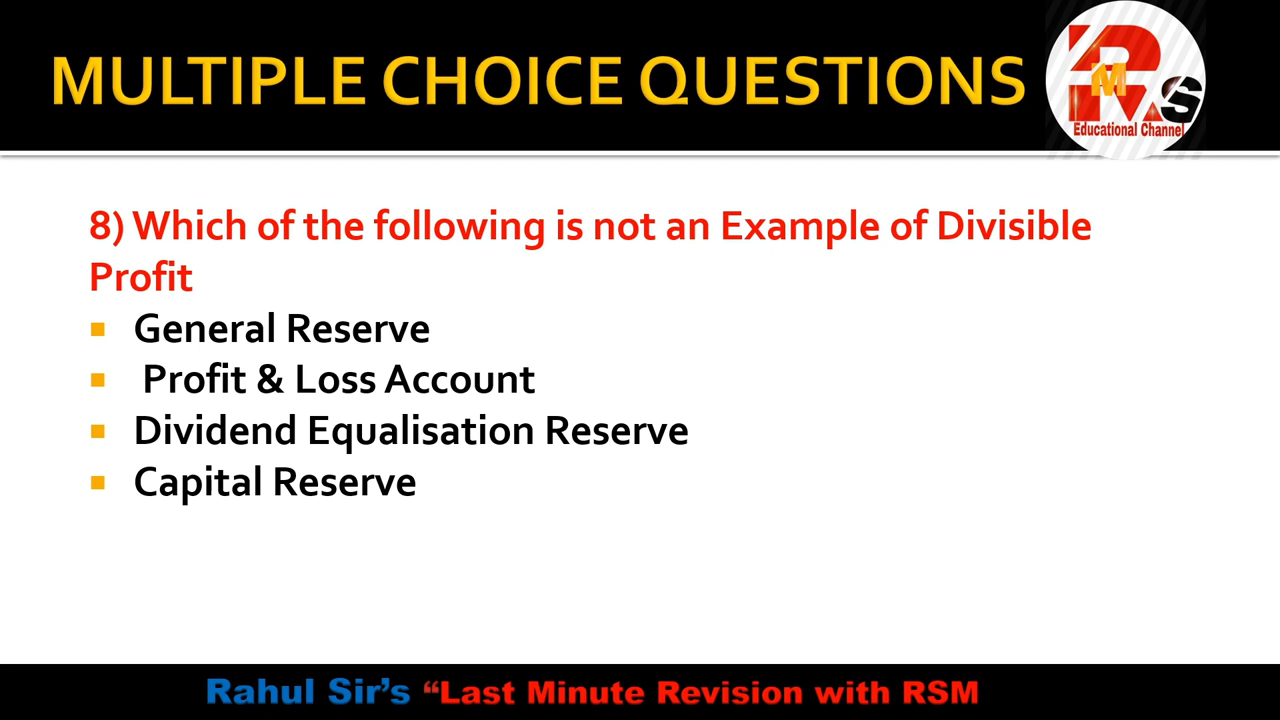 MULTIPLE CHOICE QUESTIONS
R M S
Educational Channel
8) Which of the following is not an Example of Divisible
Profit
General Reserve
Profit & Loss Account
Dividend Equalisation Reserve
Capital Reserve
Rahul Sir's “Last Minute Revision with RSM